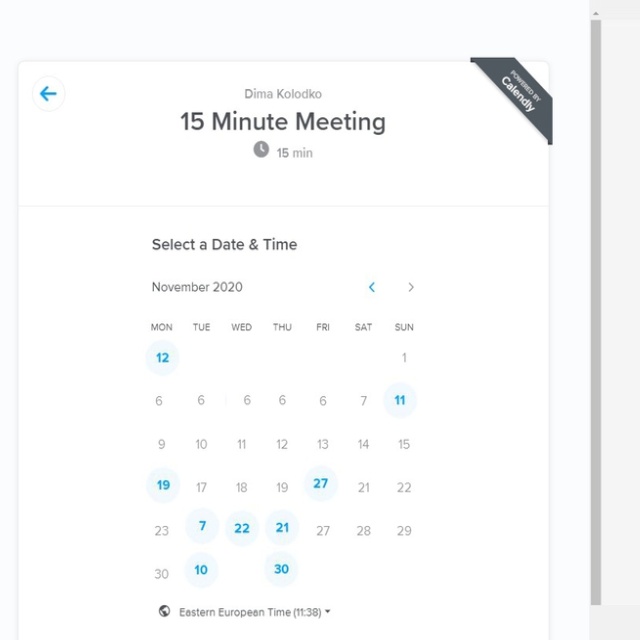 POWERED BY
Calendly
Dima Kolodko
15 Minute Meeting
15 min
Select a Date & Time
November 2020
MON TUE WED THU FRI SAT SUN
12 1
6 6 6 6 6 7 11
9 10 11 12 13 14 15
19 17 18 19 27 21 22
23 7 22 21 27 28 29
30 10 30
Eastern European Time (11:38)